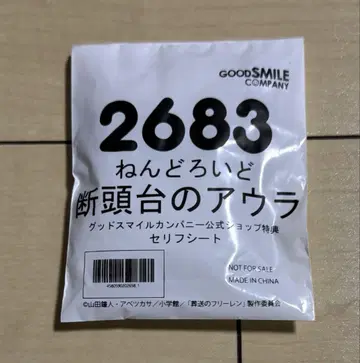 GOODSMILE
COMPANY
2683
ねんどろいど
断頭台のアウラ
グッドスマイルカンパニー公式ショップ特典
セリフシート
NOT FOR SALE
MADE IN CHINA
©山田鐘人・アベツカサ/小学館/「葬送のフリーレン」製作委員会